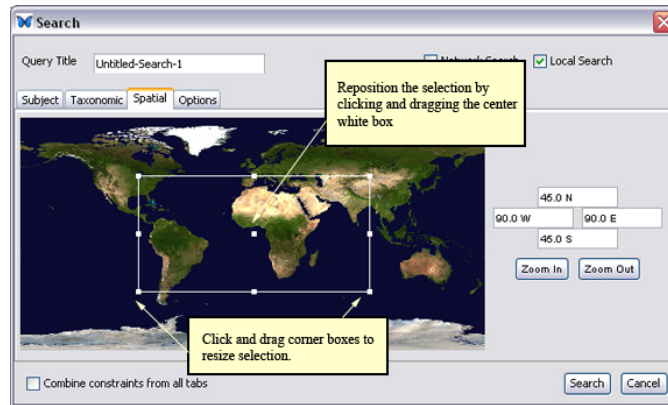 Search
Query Title
Untitled-Search-1
Local Search
Reposition the selection by
clicking and dragging the center
white box
Subject Taxonomic Spatial Options
45.0 N
90.0 W 90.0 E
45.0 S
Zoom In Zoom Out
Click and drag corner boxes to
resize selection.
Combine constraints from all tabs
Search Cancel